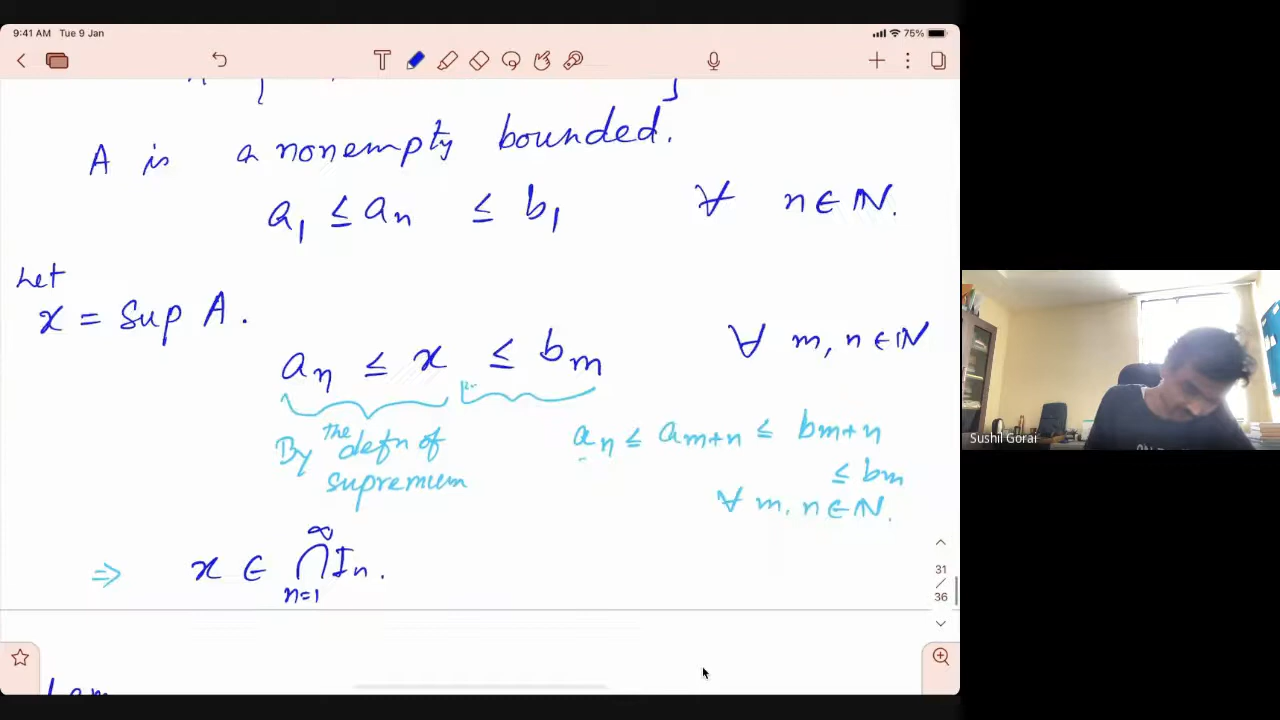 9:41 AM Tue 9 Jan
75%
A is a nonempty bounded.
a₁ ≤ aₙ ≤ b₁ ∀ n ∈ ℕ.
Let
x = Sup A.
aₙ ≤ x ≤ bₘ ∀ m, n ∈ ℕ
By the defn of
supremum
aₙ ≤ aₘ₊ₙ ≤ bₘ₊ₙ
≤ bₘ
∀ m, n ∈ ℕ.
⇒ x ∈ ⋂ₙ₌₁^∞ Iₙ.
31
/
36
Sushil Gorai